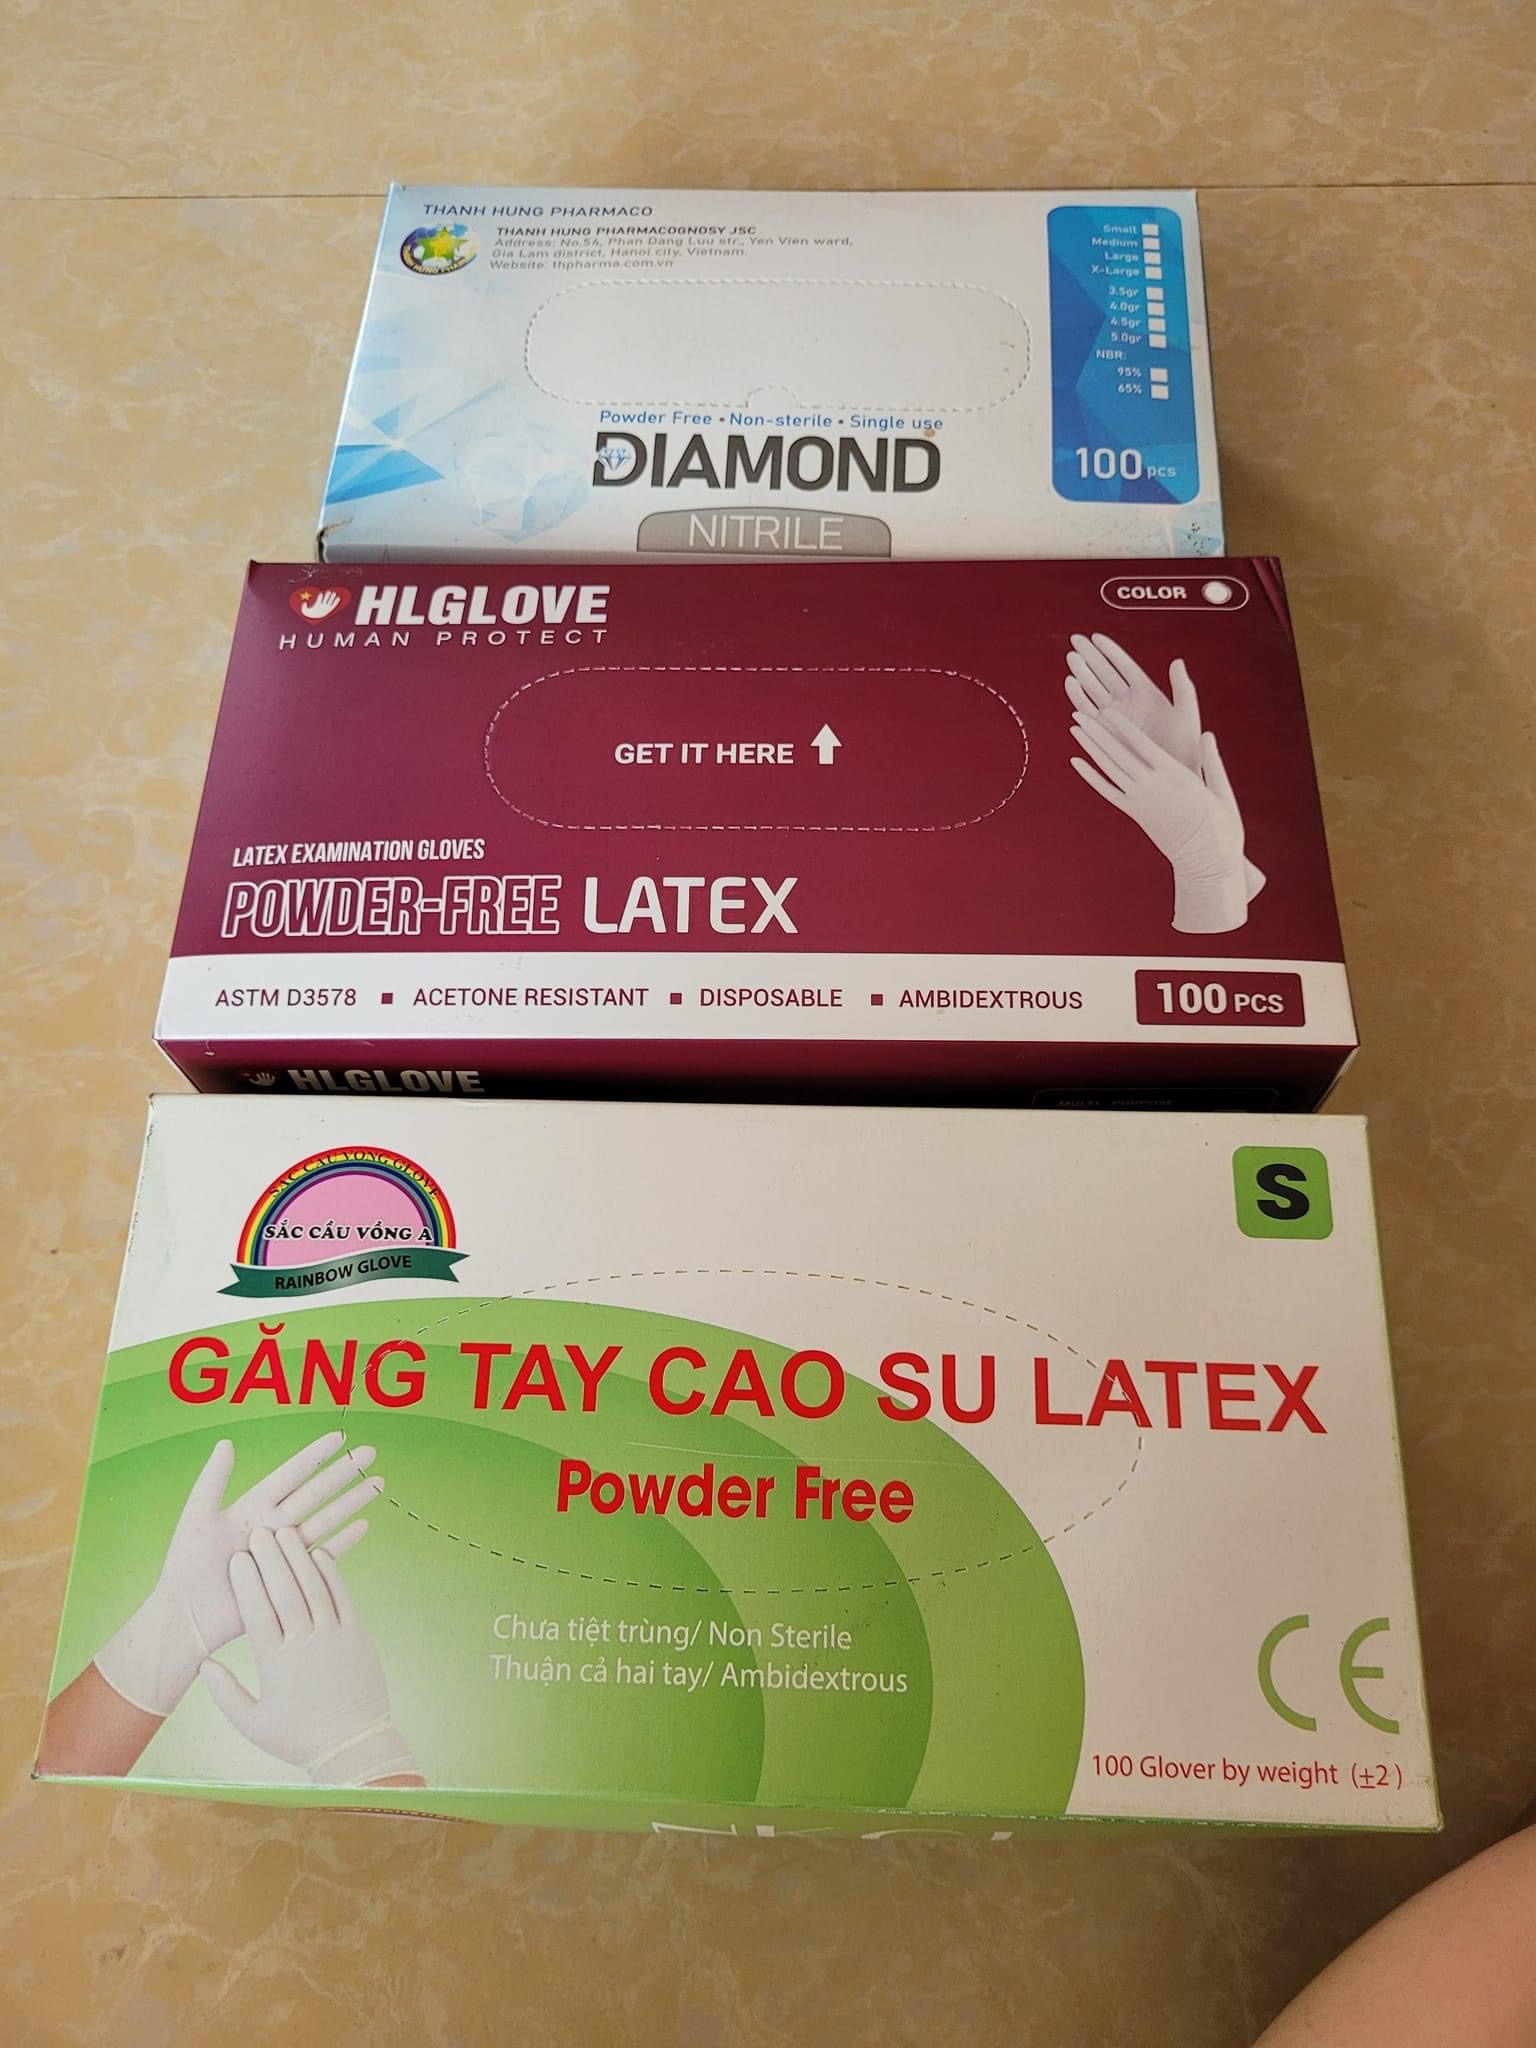 THANH HUNG PHARMACO
THANH HUNG PHARMACOGNOSY JSC
Address: No.54, Phan Dang Luu str., Yen Vien ward,
Gia Lam district, Hanoi city, Vietnam.
Website: thpharma.com.vn
Small
Medium
Large
X-Large
3.5gr
4.0gr
4.5gr
5.0gr
NBR:
95%
65%
100 pcs
Powder Free • Non-sterile • Single use
DIAMOND
NITRILE
HLGLOVE
HUMAN PROTECT
COLOR
GET IT HERE
LATEX EXAMINATION GLOVES
POWDER-FREE LATEX
ASTM D3578 ▪ ACETONE RESISTANT ▪ DISPOSABLE ▪ AMBIDEXTROUS
100 PCS
HLGLOVE
MULTI - PURPOSE
SẮC CẦU VỒNG GLOVE
SẮC CẦU VỒNG A
RAINBOW GLOVE
S
GĂNG TAY CAO SU LATEX
Powder Free
Chưa tiệt trùng/ Non Sterile
Thuận cả hai tay/ Ambidextrous
CE
100 Glover by weight (±2)